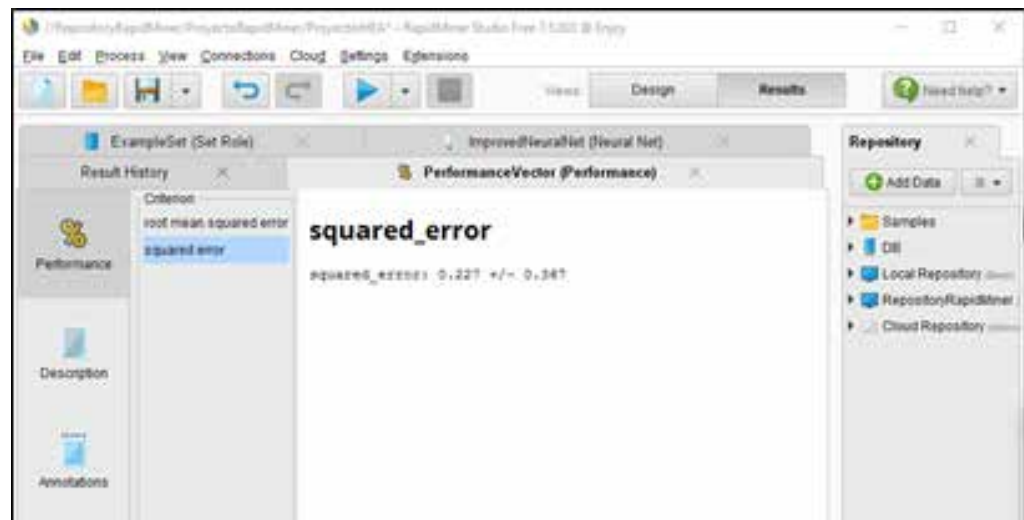 File Edit Process View Connections Cloud Settings Extensions
Views: Design Results Need help?
ExampleSet (Set Role) ImprovedNeuralNet (Neural Net)
Result History PerformanceVector (Performance)
Repository
Add Data
Criterion
root mean squared error
squared error
squared_error
squared_error: 0.227 +/- 0.347
Performance
Description
Annotations
Samples
DB
Local Repository
RepositoryRapidMiner
Cloud Repository